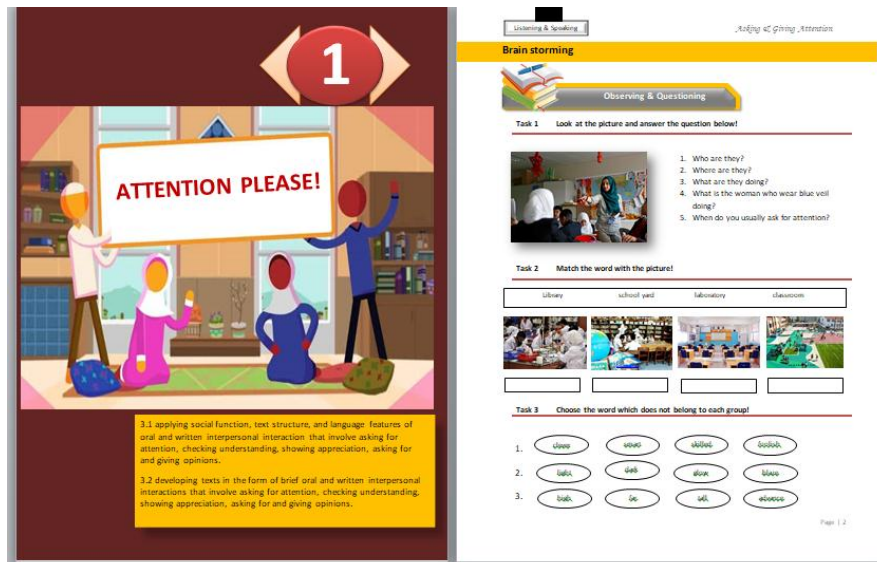 1
ATTENTION PLEASE!
3.1 applying social function, text structure, and language features of
oral and written interpersonal interaction that involve asking for
attention, checking understanding, showing appreciation, asking for
and giving opinions.
3.2 developing texts in the form of brief oral and written interpersonal
interactions that involve asking for attention, checking understanding,
showing appreciation, asking for and giving opinions.
Listening & Speaking
Asking & Giving Attention
Brain storming
Observing & Questioning
Task 1 Look at the picture and answer the question below!
1. Who are they?
2. Where are they?
3. What are they doing?
4. What is the woman who wear blue veil
doing?
5. When do you usually ask for attention?
Task 2 Match the word with the picture!
Library school yard laboratory classroom
Task 3 Choose the word which does not belong to each group!
1.
2. light dark
3.
Page | 2